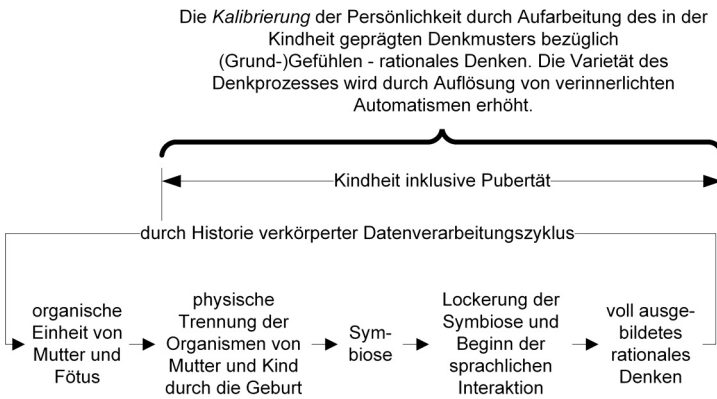 Die Kalibrierung der Persönlichkeit durch Aufarbeitung des in der
Kindheit geprägten Denkmusters bezüglich
(Grund-)Gefühlen - rationales Denken. Die Varietät des
Denkprozesses wird durch Auflösung von verinnerlichten
Automatismen erhöht.
Kindheit inklusive Pubertät
durch Historie verkörperter Datenverarbeitungszyklus
organische
Einheit von
Mutter und
Fötus
physische
Trennung der
Organismen von
Mutter und Kind
durch die Geburt
Sym-
biose
Lockerung der
Symbiose und
Beginn der
sprachlichen
Interaktion
voll ausge-
bildetes
rationales
Denken